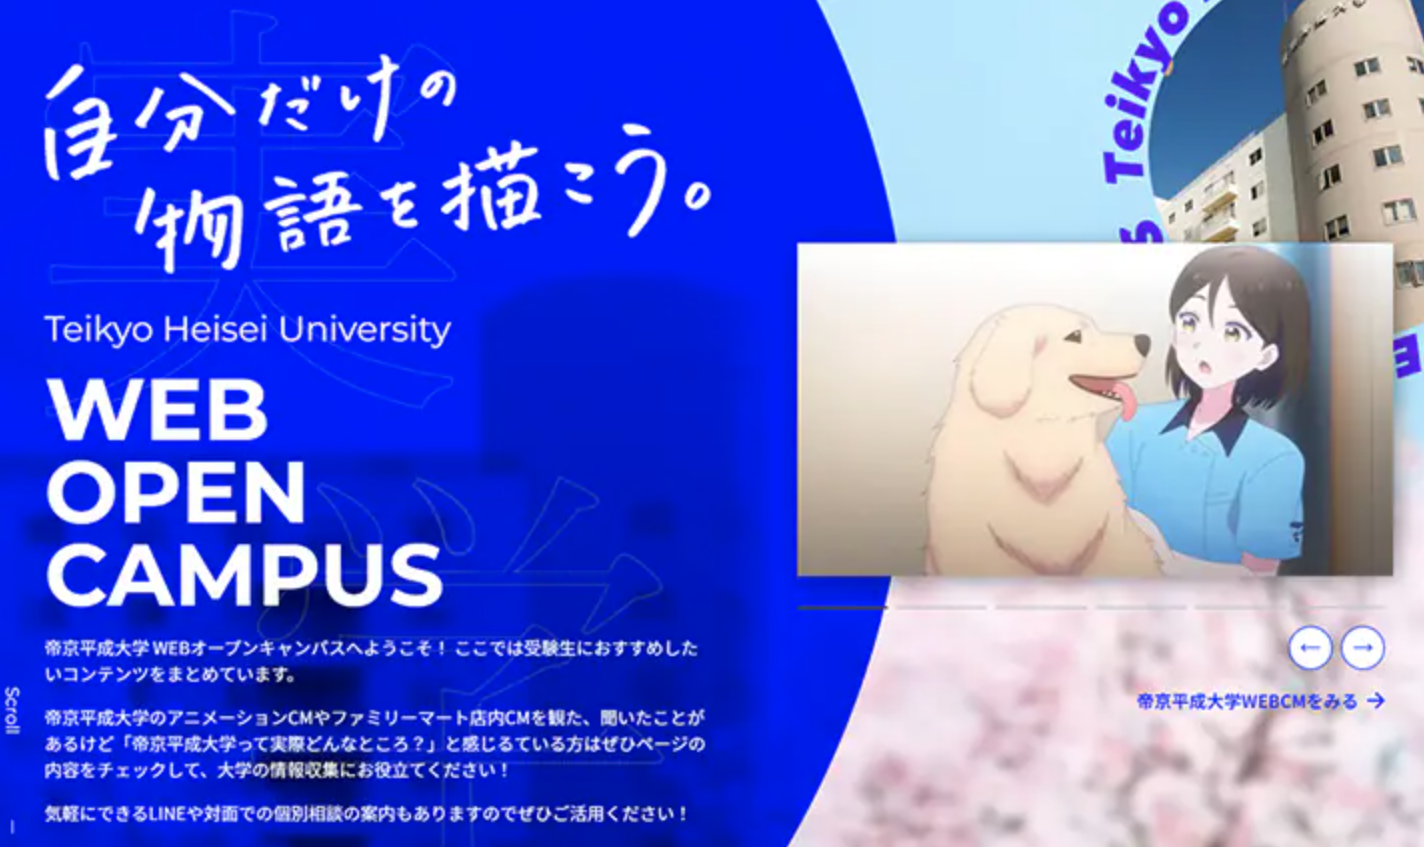 自分だけの
物語を描こう。
Teikyo Heisei University
WEB
OPEN
CAMPUS
帝京平成大学 WEBオープンキャンパスへようこそ！ ここでは受験生におすすめした
いコンテンツをまとめています。
帝京平成大学のアニメーションCMやファミリーマート店内CMを観た、聞いたことが
あるけど「帝京平成大学って実際どんなところ？」と感じるている方はぜひページの
内容をチェックして、大学の情報収集にお役立てください！
気軽にできるLINEや対面での個別相談の案内もありますのでぜひご活用ください！
Scroll
Teikyo
帝京平成大学WEBCMをみる
実
学